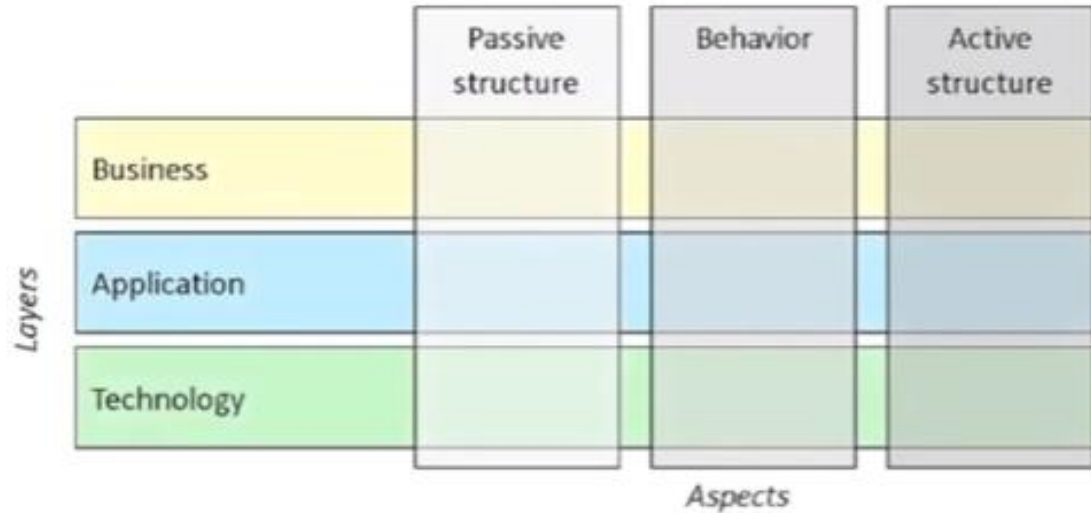 Passive
structure
Behavior
Active
structure
Business
Application
Technology
Layers
Aspects